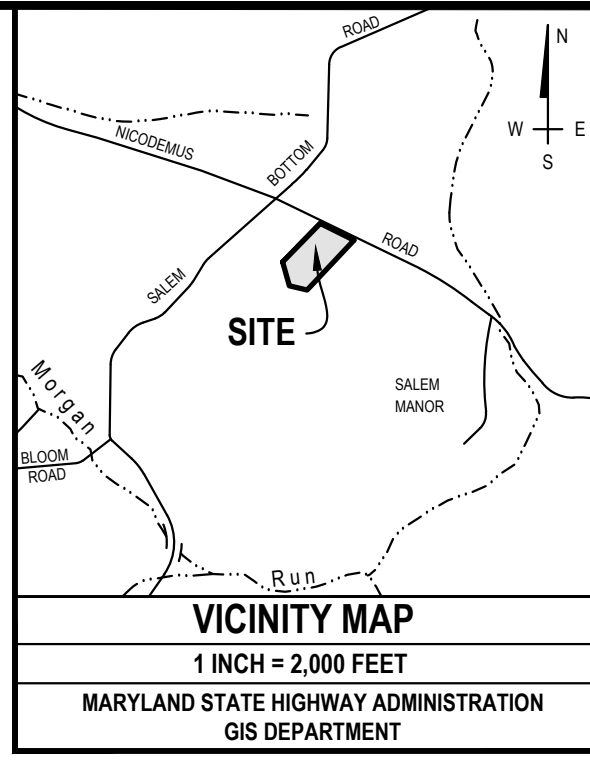 ROAD
N
W E
S
NICODEMUS
BOTTOM
ROAD
SALEM
SITE
SALEM
MANOR
Morgan
BLOOM
ROAD
Run
VICINITY MAP
1 INCH = 2,000 FEET
MARYLAND STATE HIGHWAY ADMINISTRATION
GIS DEPARTMENT